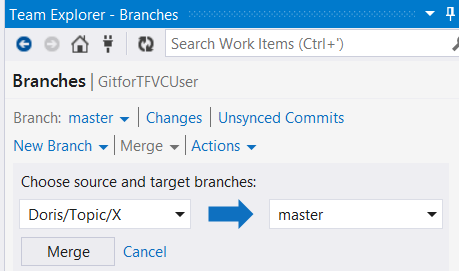 Team Explorer - Branches
Search Work Items (Ctrl+')
Branches | GitforTFVCUser
Branch: master | Changes | Unsynced Commits
New Branch | Merge | Actions
Choose source and target branches:
Doris/Topic/X master
Merge Cancel